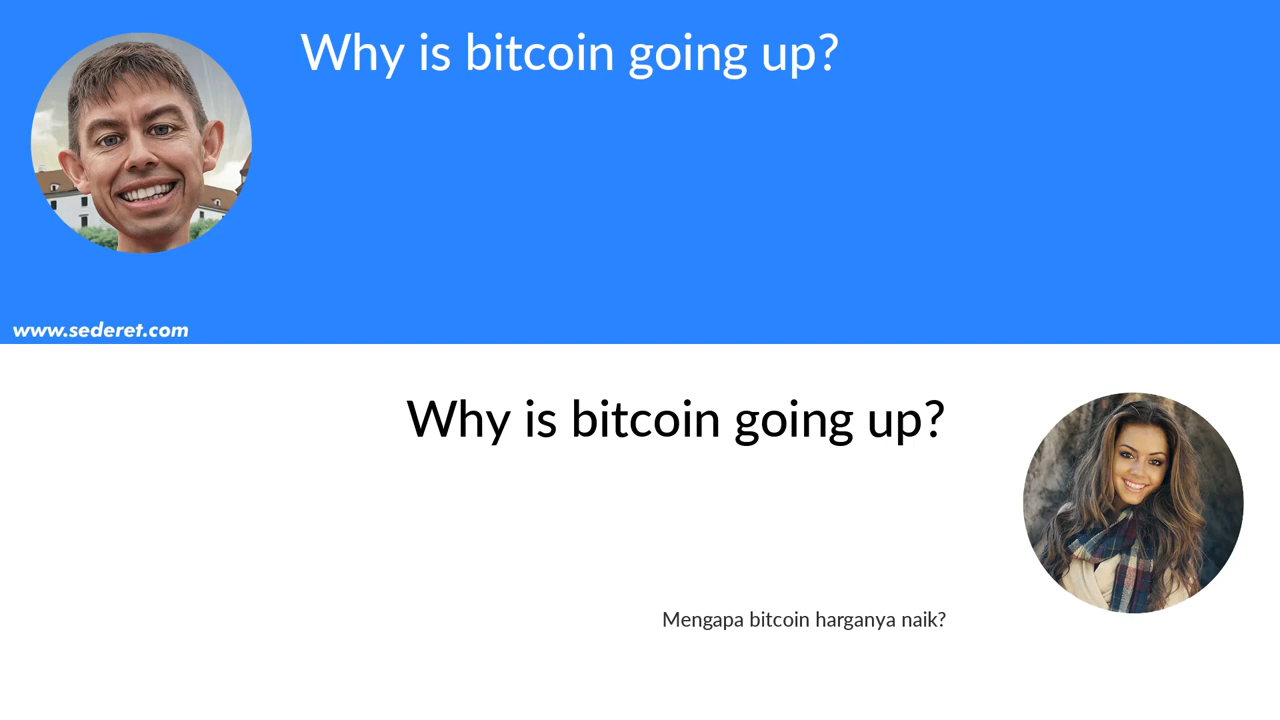 Why is bitcoin going up?
www.sederet.com
Why is bitcoin going up?
Mengapa bitcoin harganya naik?